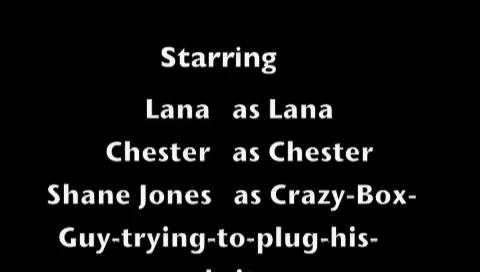 Starring
Lana as Lana
Chester as Chester
Shane Jones as Crazy-Box-
Guy-trying-to-plug-his-